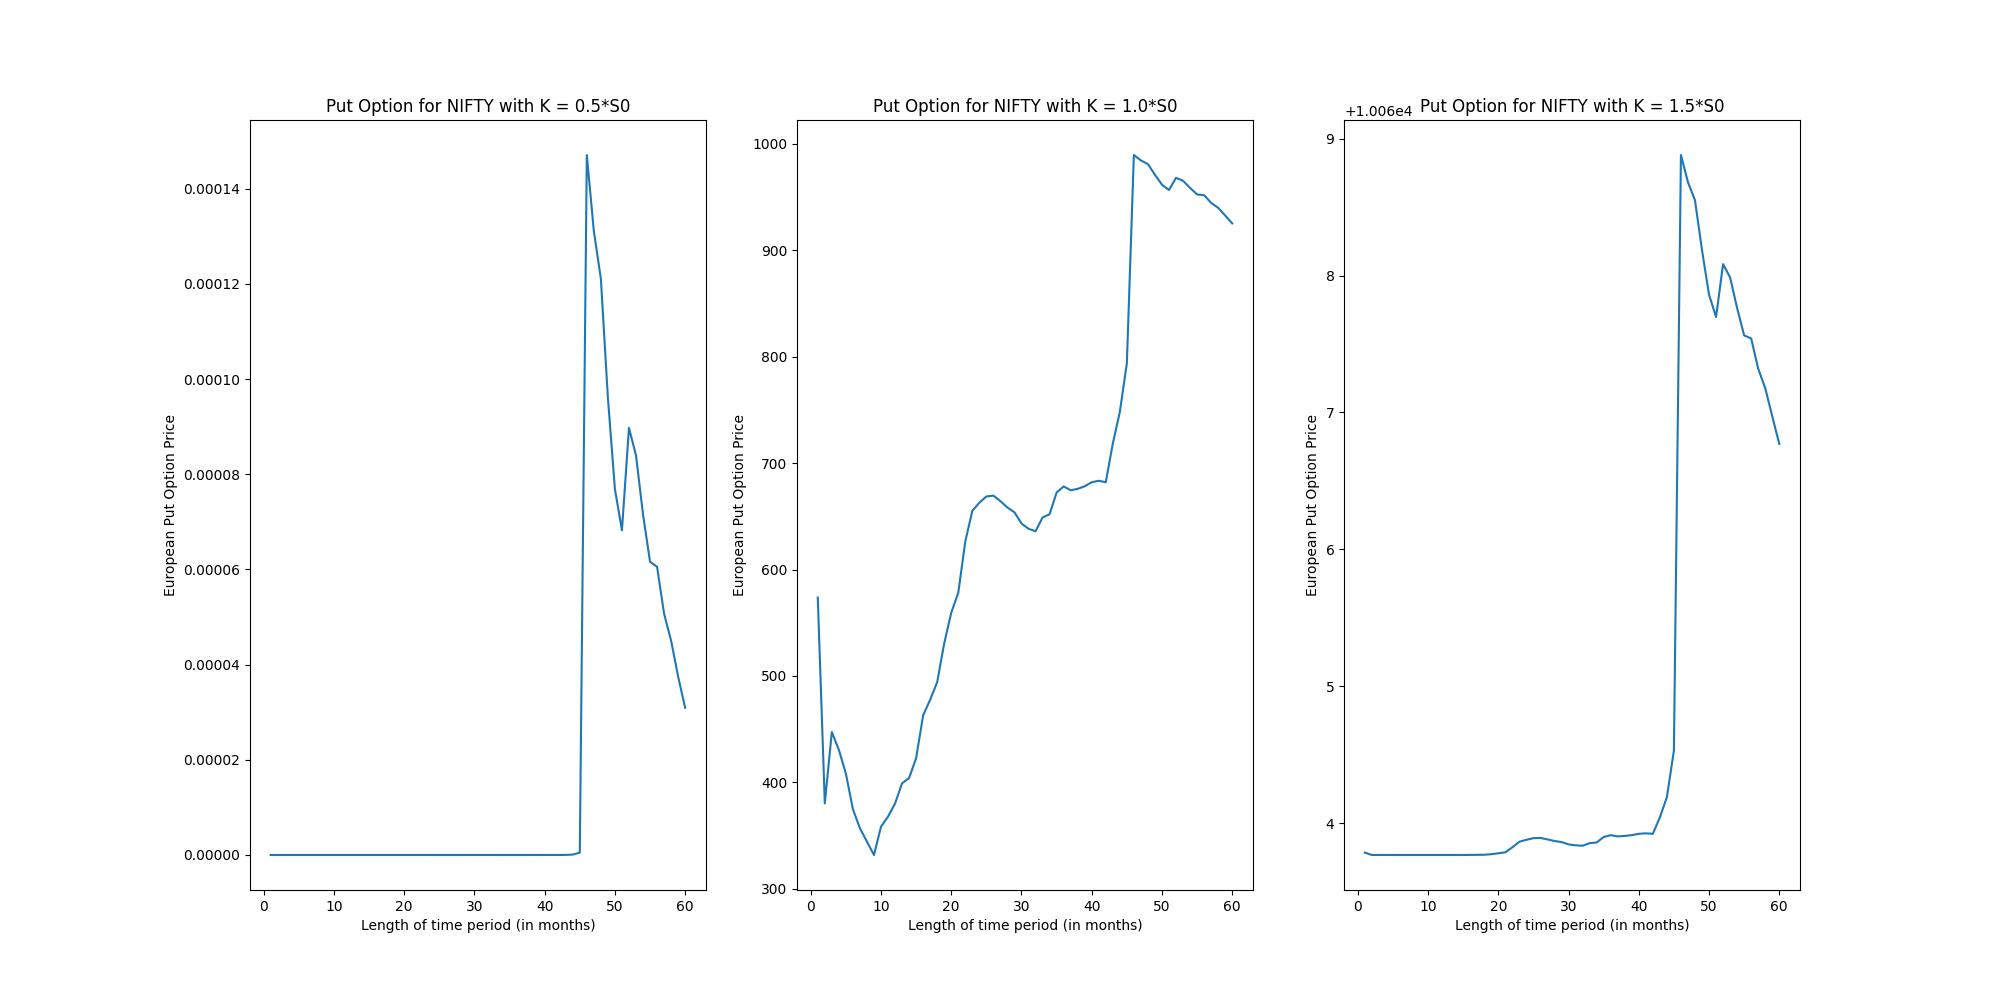 Put Option for NIFTY with K = 0.5*S0
0.00014
0.00012
0.00010
0.00008
0.00006
0.00004
0.00002
0.00000
European Put Option Price
0 10 20 30 40 50 60
Length of time period (in months)
Put Option for NIFTY with K = 1.0*S0
1000
900
800
700
600
500
400
300
European Put Option Price
0 10 20 30 40 50 60
Length of time period (in months)
+1.006e4
Put Option for NIFTY with K = 1.5*S0
9
8
7
6
5
4
European Put Option Price
0 10 20 30 40 50 60
Length of time period (in months)